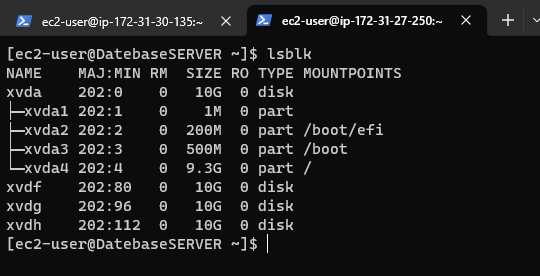 ec2-user@ip-172-31-30-135:~ × ec2-user@ip-172-31-27-250:~ ×
[ec2-user@DatebaseSERVER ~]$ lsblk
NAME    MAJ:MIN RM  SIZE RO TYPE MOUNTPOINTS
xvda    202:0    0   10G  0 disk
├─xvda1 202:1    0    1M  0 part
├─xvda2 202:2    0  200M  0 part /boot/efi
├─xvda3 202:3    0  500M  0 part /boot
└─xvda4 202:4    0  9.3G  0 part /
xvdf    202:80   0   10G  0 disk
xvdg    202:96   0   10G  0 disk
xvdh    202:112  0   10G  0 disk
[ec2-user@DatebaseSERVER ~]$